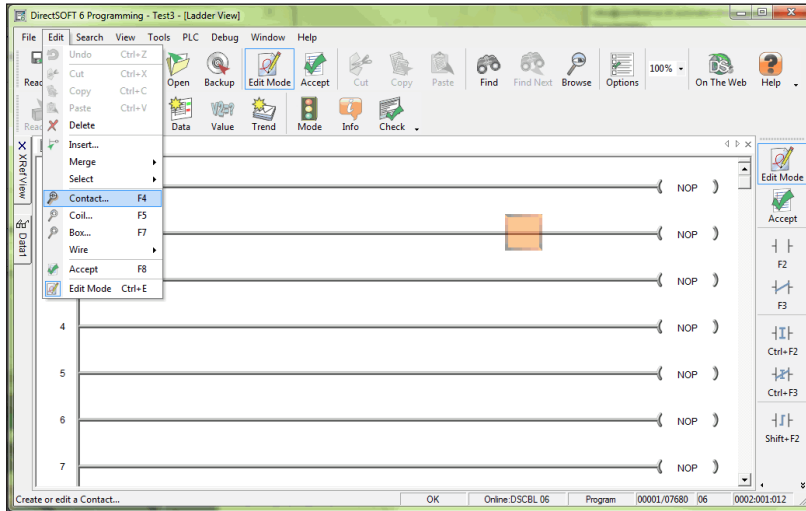 DirectSOFT 6 Programming - Test3 - [Ladder View]
File Edit Search View Tools PLC Debug Window Help
Undo Ctrl+Z
Cut Ctrl+X
Copy Ctrl+C
Paste Ctrl+V
Delete
Insert...
Merge
Select
Contact... F4
Coil... F5
Box... F7
Wire
Accept F8
Edit Mode Ctrl+E
Open Backup Edit Mode Accept Cut Copy Paste Find Find Next Browse Options 100% On The Web Help
Data Value Trend Mode Info Check
XRef View
Data1
NOP
NOP
NOP
4 NOP
5 NOP
6 NOP
7 NOP
Edit Mode
Accept
F2
F3
Ctrl+F2
Ctrl+F3
Shift+F2
Create or edit a Contact... OK Online:DSCBL 06 Program 00001/07680 06 0002:001:012